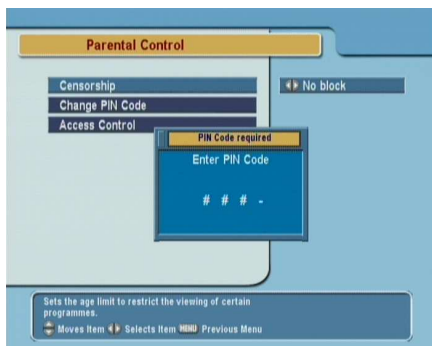 Parental Control
Censorship
No block
Change PIN Code
Access Control
PIN Code required
Enter PIN Code
# # # -
Sets the age limit to restrict the viewing of certain
programmes.
Moves Item Selects Item MENU Previous Menu